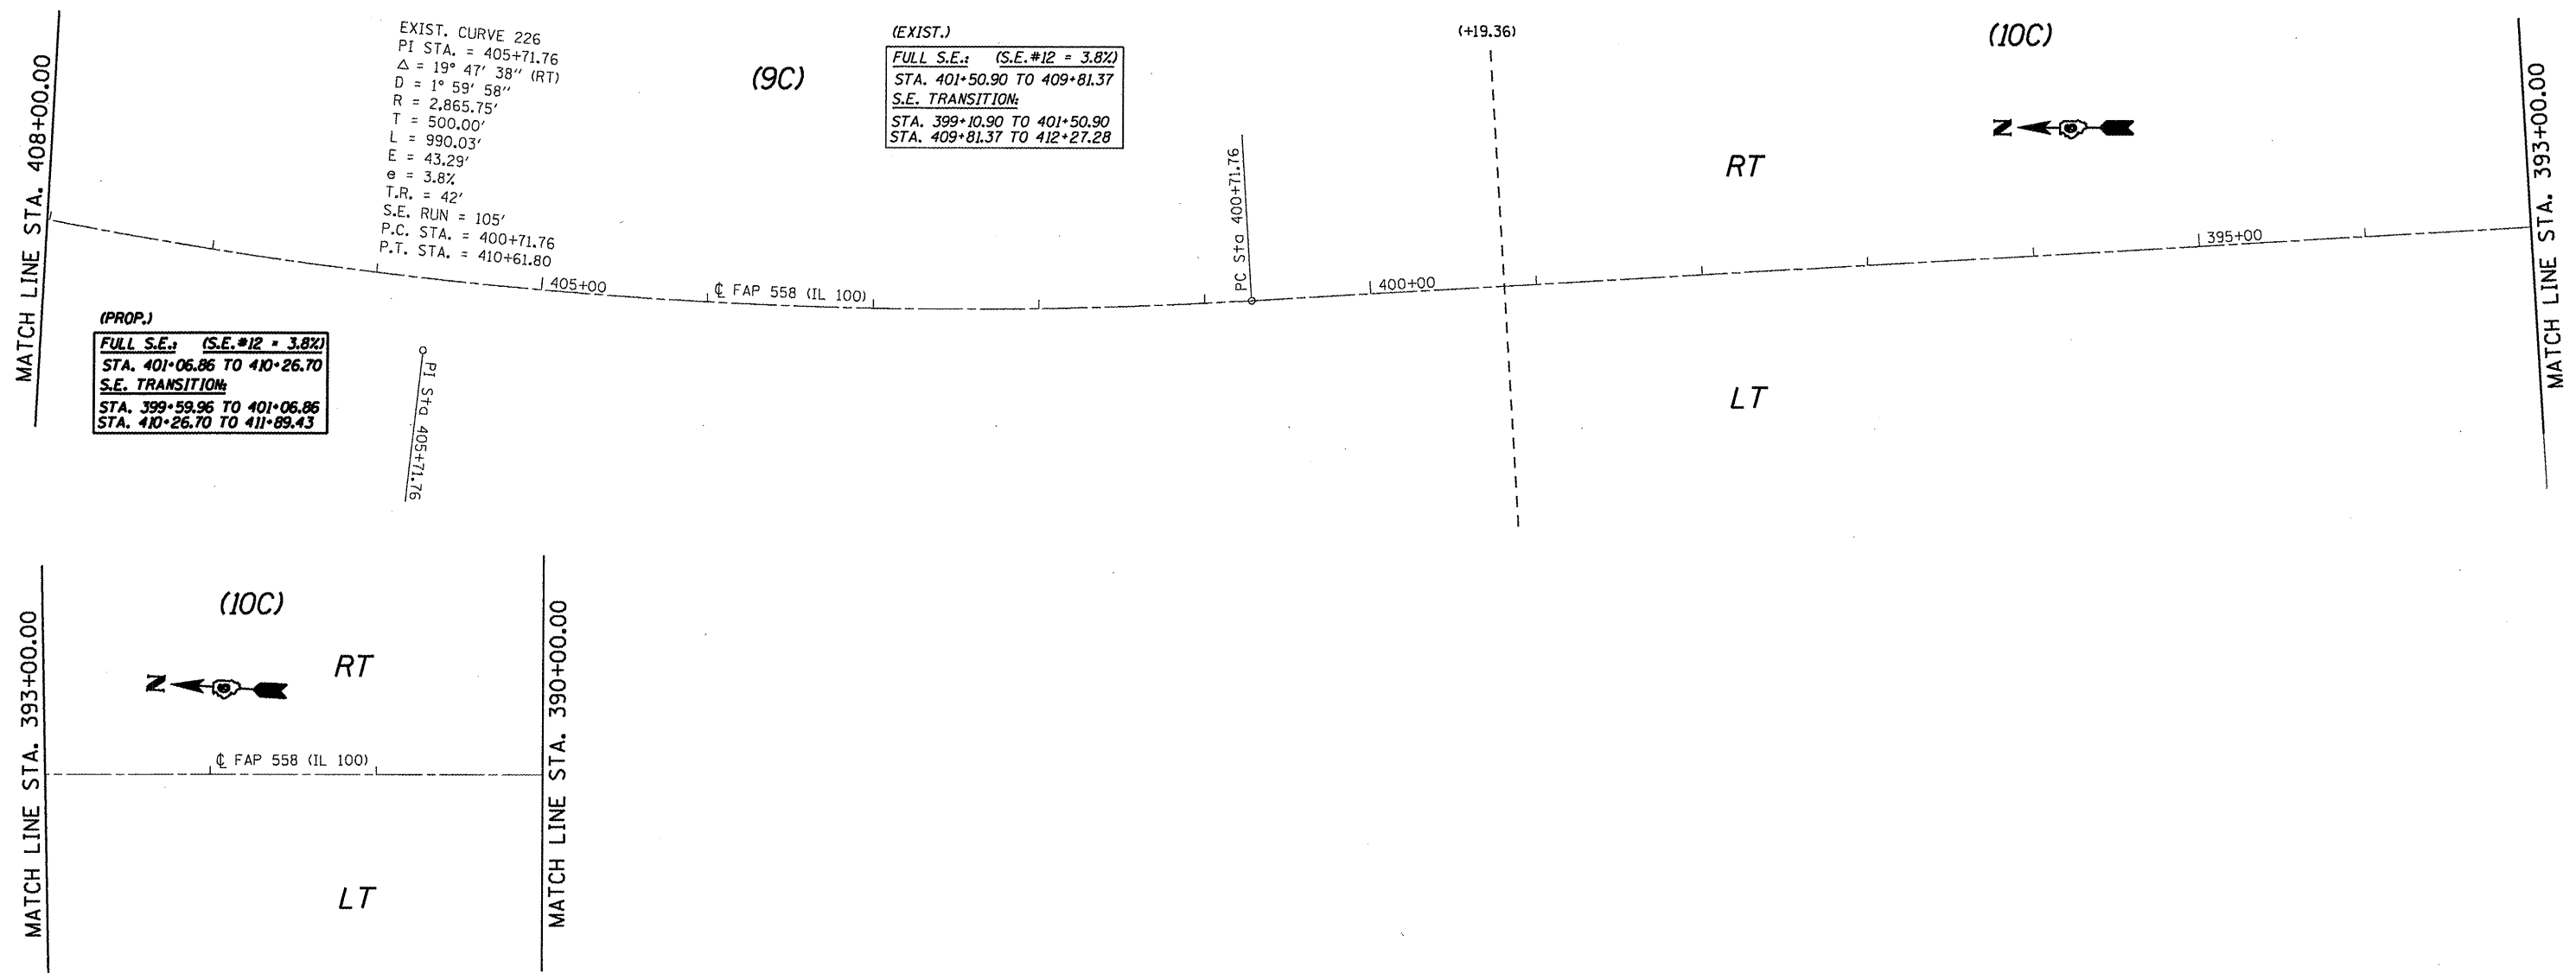 MATCH LINE STA. 408+00.00
EXIST. CURVE 226
PI STA. = 405+71.76
Δ = 19° 47' 38" (RT)
D = 1° 59' 58"
R = 2,865.75'
T = 500.00'
L = 990.03'
E = 43.29'
e = 3.8%
T.R. = 42'
S.E. RUN = 105'
P.C. STA. = 400+71.76
P.T. STA. = 410+61.80
(9C)
(EXIST.)
FULL S.E.: (S.E.#12 = 3.8%)
STA. 401+50.90 TO 409+81.37
S.E. TRANSITION:
STA. 399+10.90 TO 401+50.90
STA. 409+81.37 TO 412+27.28
PC Sta 400+71.76
(+19.36)
(10C)
N
RT
MATCH LINE STA. 393+00.00
405+00
℄ FAP 558 (IL 100)
400+00
395+00
(PROP.)
FULL S.E.: (S.E.#12 = 3.8%)
STA. 401+06.86 TO 410+26.70
S.E. TRANSITION:
STA. 399+59.96 TO 401+06.86
STA. 410+26.70 TO 411+89.43
PI Sta 405+71.76
LT
MATCH LINE STA. 393+00.00
(10C)
N
RT
℄ FAP 558 (IL 100)
LT
MATCH LINE STA. 390+00.00